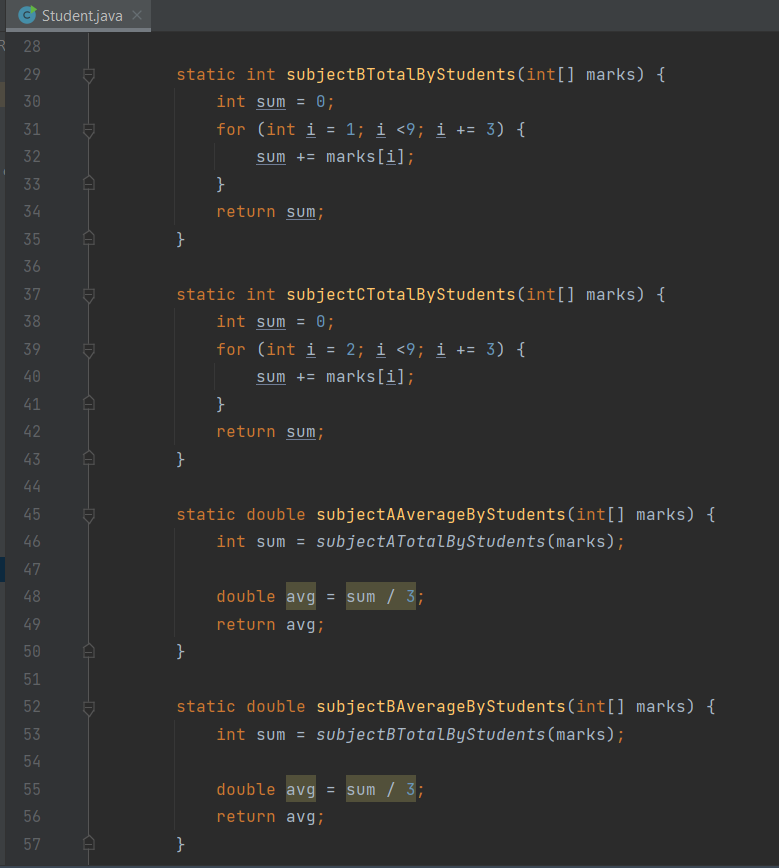 Student.java
28
29 static int subjectBTotalByStudents(int[] marks) {
30 int sum = 0;
31 for (int i = 1; i <9; i += 3) {
32 sum += marks[i];
33 }
34 return sum;
35 }
36
37 static int subjectCTotalByStudents(int[] marks) {
38 int sum = 0;
39 for (int i = 2; i <9; i += 3) {
40 sum += marks[i];
41 }
42 return sum;
43 }
44
45 static double subjectAAverageByStudents(int[] marks) {
46 int sum = subjectATotalByStudents(marks);
47
48 double avg = sum / 3;
49 return avg;
50 }
51
52 static double subjectBAverageByStudents(int[] marks) {
53 int sum = subjectBTotalByStudents(marks);
54
55 double avg = sum / 3;
56 return avg;
57 }